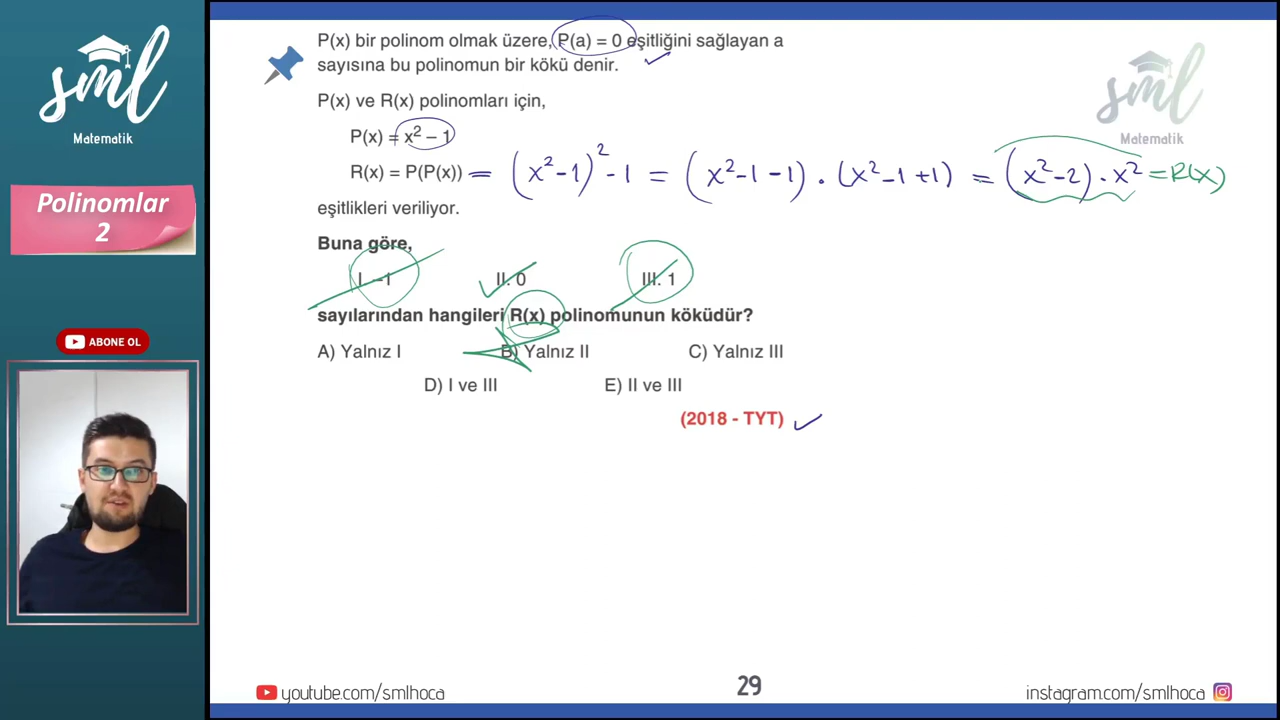 sml
Matematik
Polinomlar
2
ABONE OL
P(x) bir polinom olmak üzere, P(a) = 0 eşitliğini sağlayan a
sayısına bu polinomun bir kökü denir.
P(x) ve R(x) polinomları için,
P(x) = x² – 1
R(x) = P(P(x)) = (x²-1)²-1 = (x²-1-1).(x²-1+1) = (x²-2).x² = R(x)
eşitlikleri veriliyor.
Buna göre,
I. –1 II. 0 III. 1
sayılarından hangileri R(x) polinomunun köküdür?
A) Yalnız I B) Yalnız II C) Yalnız III
D) I ve III E) II ve III
(2018 - TYT)
sml
Matematik
youtube.com/smlhoca
29
instagram.com/smlhoca